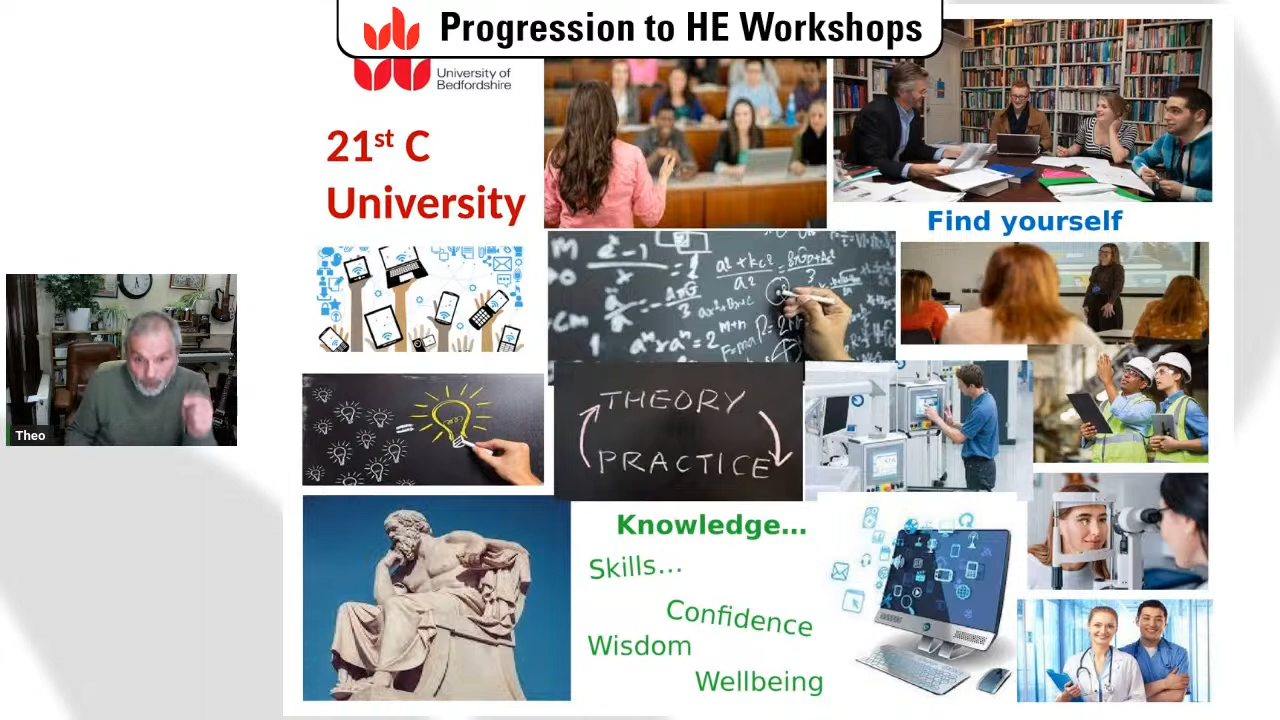 Progression to HE Workshops
University of
Bedfordshire
21st C
University
Find yourself
THEORY
PRACTICE
Knowledge...
Skills...
Confidence
Wisdom
Wellbeing
Theo